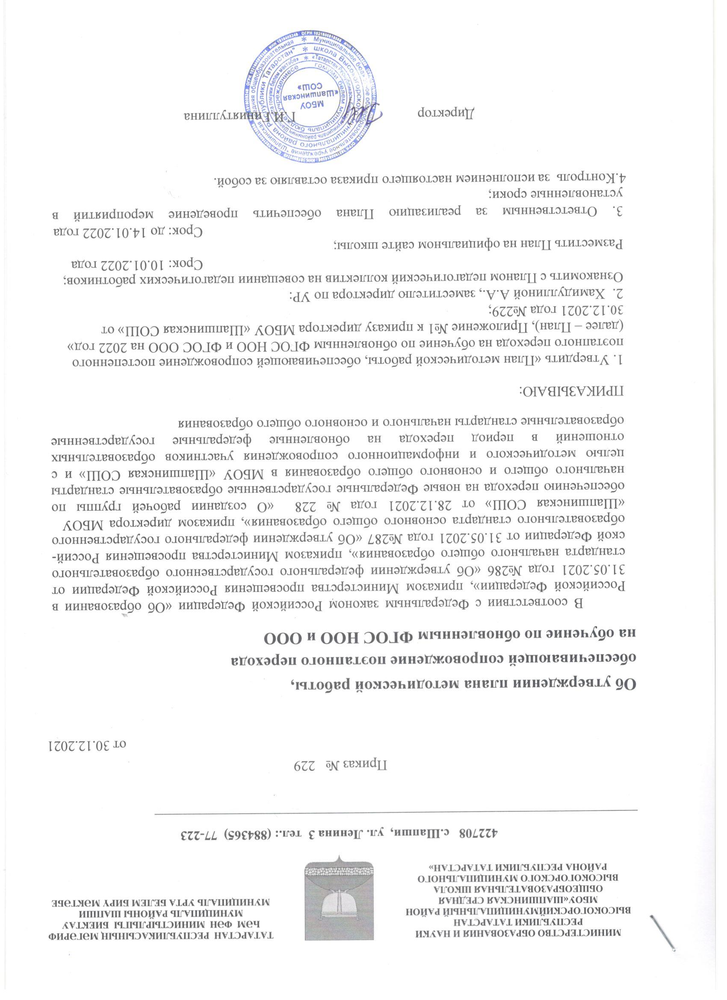 МИНИСТЕРСТВО ОБРАЗОВАНИЯ И НАУКИ
РЕСПУБЛИКИ ТАТАРСТАН
ВЫСОКОГОРСКИЙМУНИЦИПАЛЬНЫЙ РАЙОН
МБОУ«ШАПШИНСКАЯ СРЕДНАЯ
ОБЩЕОБРАЗОВАТЕЛЬНАЯ ШКОЛА
ВЫСОКОГОРСКОГО МУНИЦИПАЛЬНОГО
РАЙОНА РЕСПУБЛИКИ ТАТАРСТАН»
ТАТАРСТАН РЕСПУБЛИКАСЫНЫҢ МӘГӘРИФ
ҺӘМ ФӘН МИНИСТЫРЛЫГЫ БИЕКТАУ
МУНИЦИПАЛЬ РАЙОНЫ ШАПШИ
МУНИЦИПАЛЬ УРТА БЕЛЕМ БИРҮ МӘКТӘБЕ
422708 с.Шапши, ул. Ленина 3 тел.: (884365) 77-223
Приказ № 229
от 30.12.2021
Об утверждении плана методической работы,
обеспечивающей сопровождение поэтапного перехода
на обучение по обновленным ФГОС НОО и ООО
В соответствии с Федеральным законом Российской Федерации «Об образовании в
Российской Федерации», приказом Министерства просвещения Российской Федерации от
31.05.2021 года №286 «Об утверждении федерального государственного образовательного
стандарта начального общего образования», приказом Министерства просвещения Россий-
ской Федерации от 31.05.2021 года №287 «Об утверждении федерального государственного
образовательного стандарта основного общего образования», приказом директора МБОУ
«Шапшинская СОШ» от 28.12.2021 года № 228 «О создании рабочей группы по
обеспечению перехода на новые Федеральные государственные образовательные стандарты
начального общего и основного общего образования в МБОУ «Шапшинская СОШ» и с
целью методического и информационного сопровождения участников образовательных
отношений в период перехода на обновленные федеральные государственные
образовательные стандарты начального и основного общего образования
ПРИКАЗЫВАЮ:
1. Утвердить «План методической работы, обеспечивающей сопровождение постепенного
поэтапного перехода на обучение по обновленным ФГОС НОО и ФГОС ООО на 2022 год»
(далее – План), Приложение №1 к приказу директора МБОУ «Шапшинская СОШ» от
30.12.2021 года №229;
2. Хамидуллиной А.А., заместителю директора по УР:
Ознакомить с Планом педагогический коллектив на совещании педагогических работников;
Срок: 10.01.2022 года
Разместить План на официальном сайте школы;
Срок: до 14.01.2022 года
3. Ответственным за реализацию Плана обеспечить проведение мероприятий в
установленные сроки;
4.Контроль за исполнением настоящего приказа оставляю за собой.
Директор
Г.И.Гиниятуллина
МБОУ
«Шапшинская
СОШ»